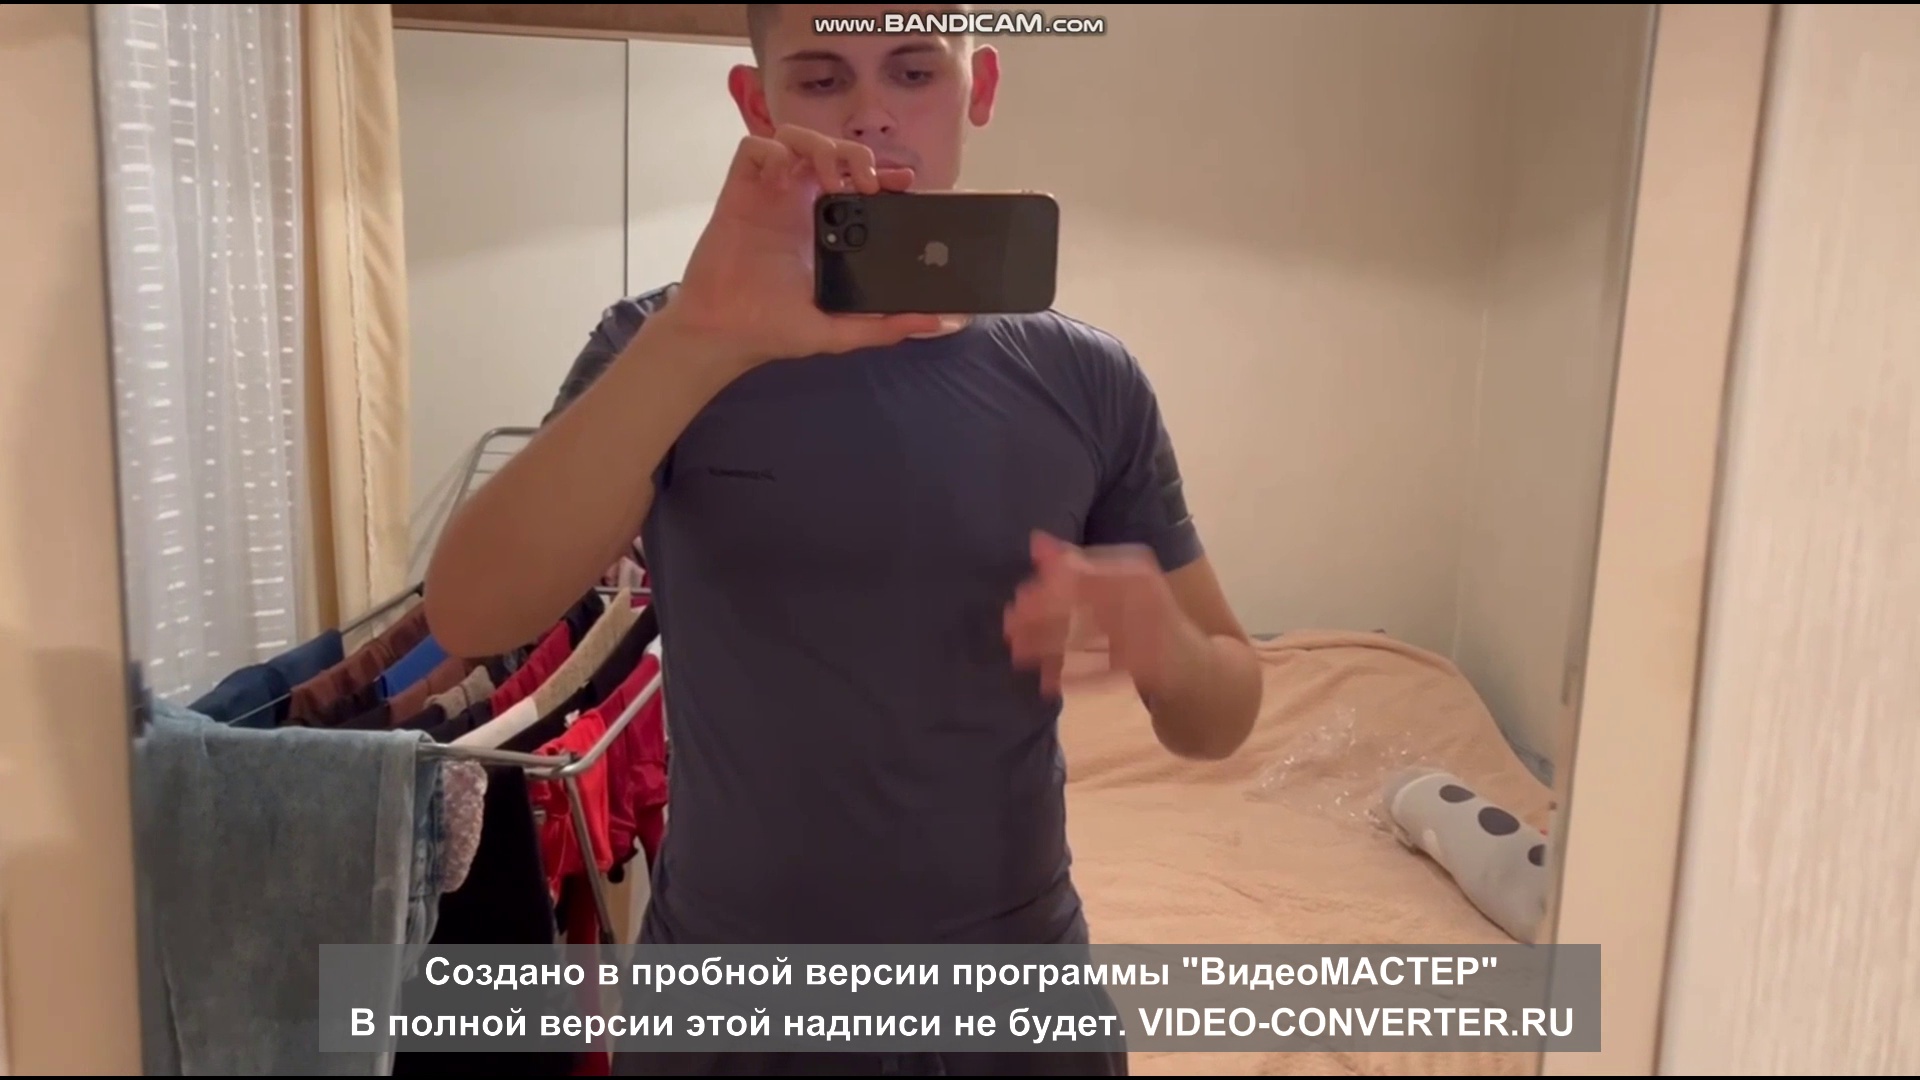 www.BANDICAM.com
Создано в пробной версии программы "ВидеоМАСТЕР"
В полной версии этой надписи не будет. VIDEO-CONVERTER.RU